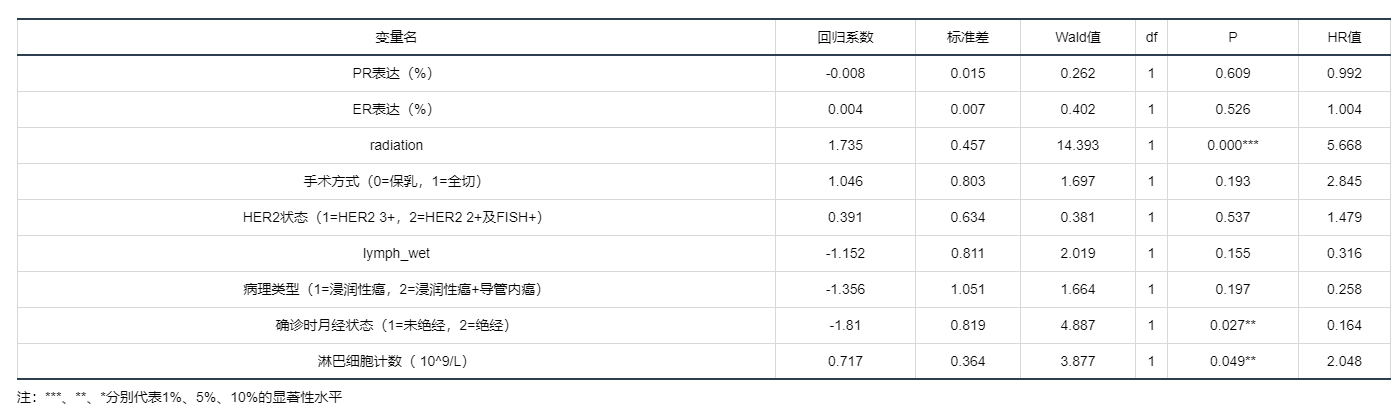 变量名 回归系数 标准差 Wald值 df P HR值
PR表达（%） -0.008 0.015 0.262 1 0.609 0.992
ER表达（%） 0.004 0.007 0.402 1 0.526 1.004
radiation 1.735 0.457 14.393 1 0.000*** 5.668
手术方式（0=保乳，1=全切） 1.046 0.803 1.697 1 0.193 2.845
HER2状态（1=HER2 3+，2=HER2 2+及FISH+） 0.391 0.634 0.381 1 0.537 1.479
lymph_wet -1.152 0.811 2.019 1 0.155 0.316
病理类型（1=浸润性癌，2=浸润性癌+导管内癌） -1.356 1.051 1.664 1 0.197 0.258
确诊时月经状态（1=未绝经，2=绝经） -1.81 0.819 4.887 1 0.027** 0.164
淋巴细胞计数（ 10^9/L） 0.717 0.364 3.877 1 0.049** 2.048
注：***、**、*分别代表1%、5%、10%的显著性水平